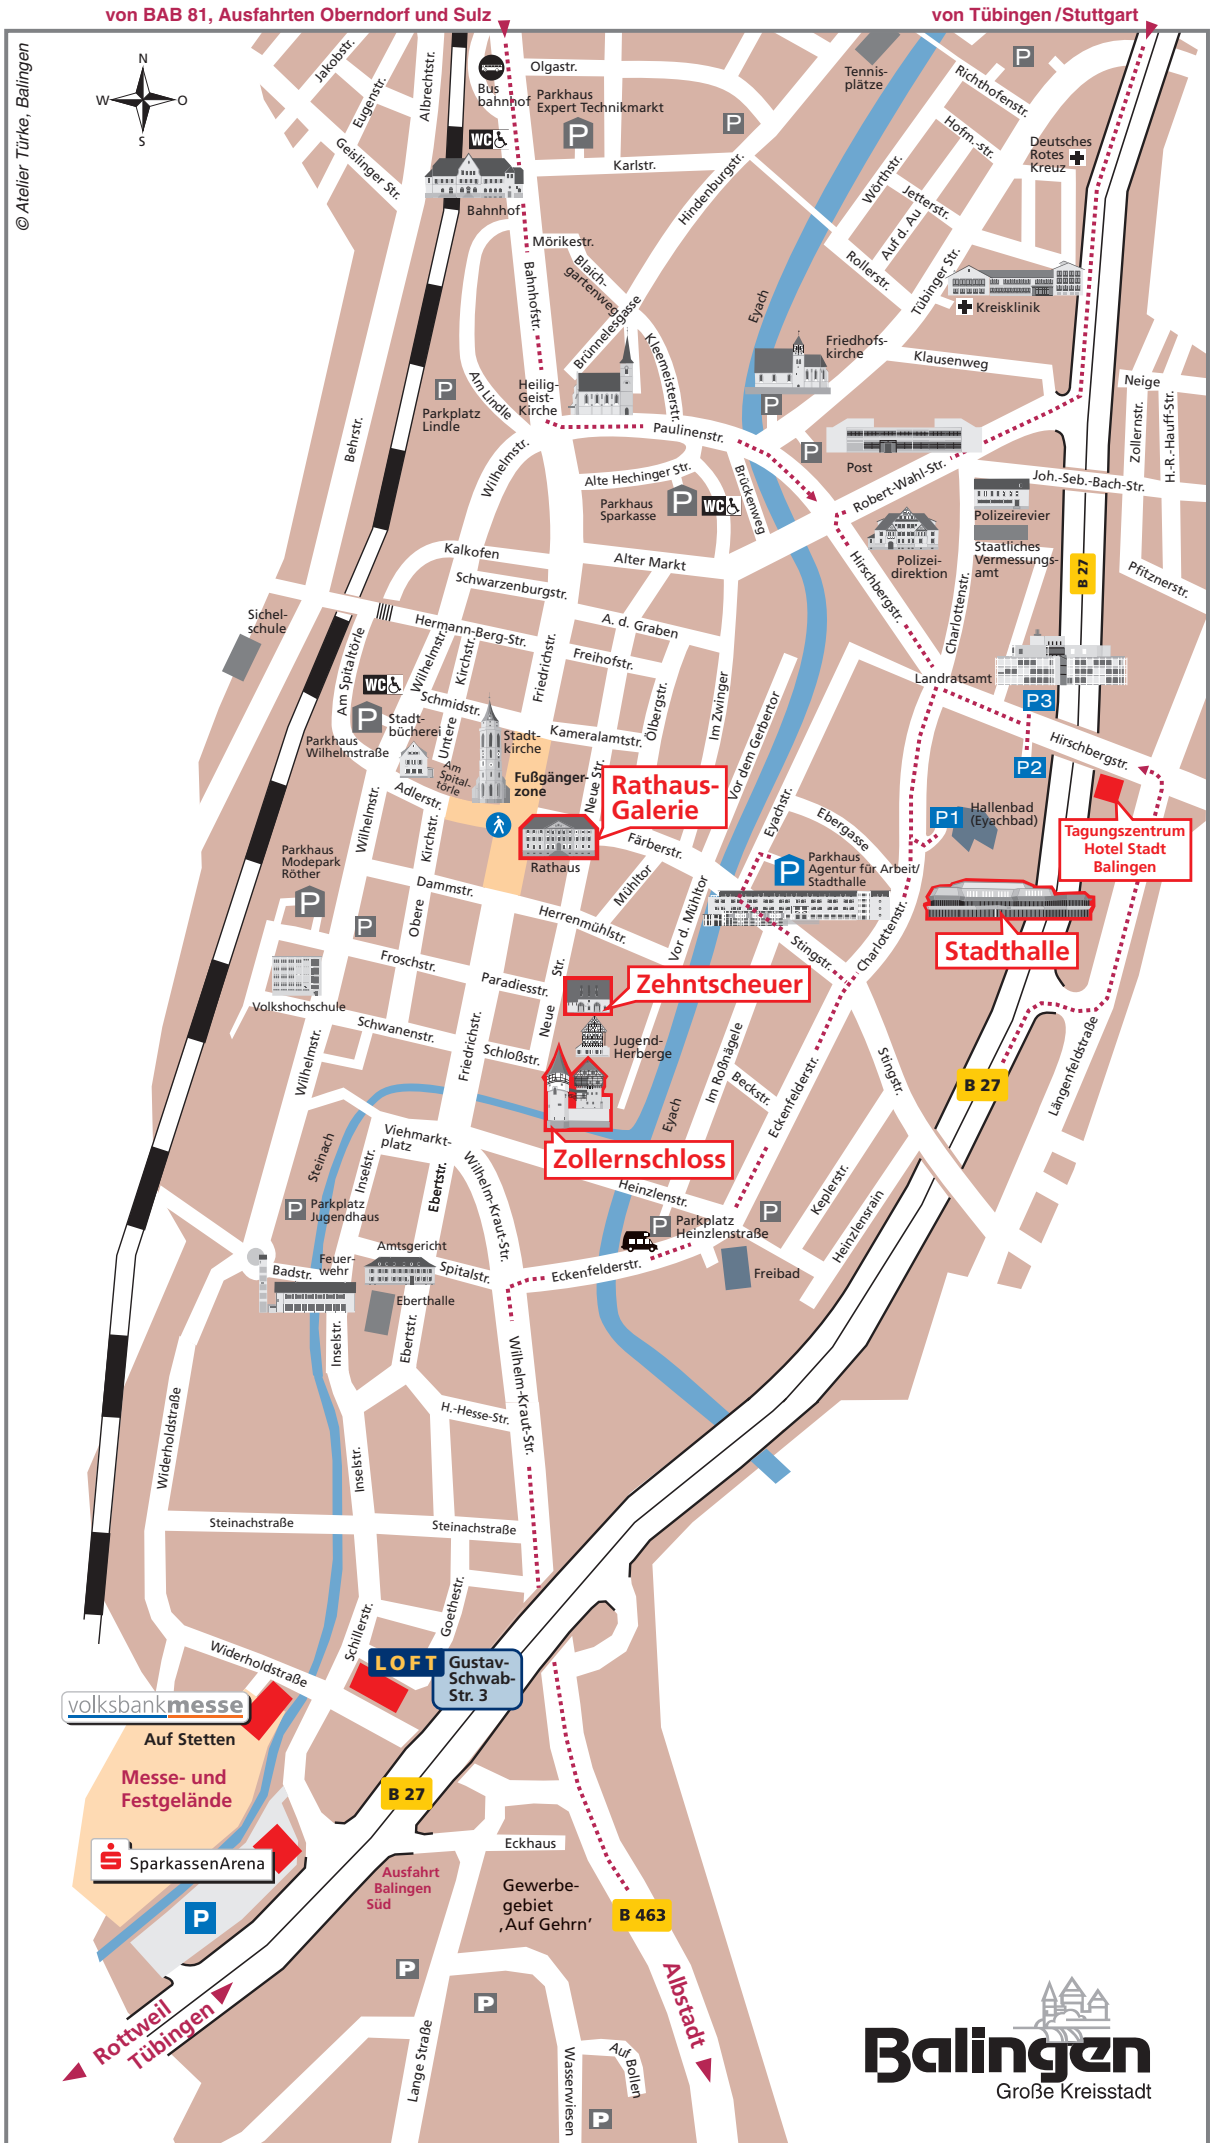 von BAB 81, Ausfahrten Oberndorf und Sulz
von Tübingen/Stuttgart
© Atelier Türke, Balingen
N
W
O
S
Jakobstr.
Eugenstr.
Albrechtstr.
Geislinger Str.
Bus
bahnhof
Olgastr.
Parkhaus
Expert Technikmarkt
P
WC
Karlstr.
P
Tennis-
plätze
P
Richthofenstr.
Hofm.-str.
Deutsches
Rotes
Kreuz
Wörthstr.
Jetterstr.
Auf d. Au
Rollerstr.
Tübinger Str.
Hindenburgstr.
Bahnhof
Mörikestr.
Blaich-
gartenweg
Bahnhofstr.
Brünnelesgasse
Kleemeisterstr.
Eyach
Kreisklinik
Friedhofs-
kirche
Klausenweg
Neige
Zollernstr.
H.-R.-Hauff-Str.
Am Lindle
P
Parkplatz
Lindle
Heilig-
Geist-
Kirche
P
Paulinenstr.
P
Post
Robert-Wahl-Str.
Joh.-Seb.-Bach-Str.
Behrstr.
Wilhelmstr.
Alte Hechinger Str.
Parkhaus
Sparkasse
P
WC
Brückenweg
Polizeirevier
Staatliches
Vermessungs-
amt
Polizei-
direktion
Hirschbergstr.
Charlottenstr.
B 27
Pfitznerstr.
Kalkofen
Alter Markt
Schwarzenburgstr.
Sichel-
schule
Hermann-Berg-Str.
A. d. Graben
Freihofstr.
Am Spitaltörle
Wilhelmstr.
Kirchstr.
Friedrichstr.
Landratsamt
P3
WC
P
Schmidstr.
Stadt-
bücherei
Untere
Parkhaus
Wilhelmstraße
Am
Spital-
törle
Stadt-
kirche
Kameralamtstr.
Ölbergstr.
Im Zwinger
Vor dem Gerbertor
P2
Hirschbergstr.
Fußgänger-
zone
Neue Str.
Rathaus-
Galerie
Adlerstr.
Wilhelmstr.
Kirchstr.
Rathaus
Färberstr.
Mühltor
Eyachstr.
Ebergasse
P1
Hallenbad
(Eyachbad)
Tagungszentrum
Hotel Stadt
Balingen
Parkhaus
Modepark
Röther
P
P
Parkhaus
Agentur für Arbeit/
Stadthalle
Dammstr.
Obere
Herrenmühlstr.
Vor d. Mühltor
Stingstr.
Charlottenstr.
Stadthalle
P
Froschstr.
Paradiesstr.
Str.
Neue
Zehntscheuer
Volkshochschule
Schwanenstr.
Friedrichstr.
Schloßstr.
Jugend-
Herberge
Wilhelmstr.
Im Roßnägele
Beckstr.
Eckenfelderstr.
Stingstr.
B 27
Längenfeldstraße
Eyach
Steinach
Viehmarkt-
platz
Inselstr.
Ebertstr.
Wilhelm-Kraut-Str.
Zollernschloss
Heinzlenstr.
Keplerstr.
Heinzlensrain
P
Parkplatz
Jugendhaus
P
Parkplatz
Heinzlenstraße
P
Badstr.
Feuer-
wehr
Amtsgericht
Spitalstr.
Eckenfelderstr.
Freibad
Eberthalle
Inselstr.
Ebertstr.
Wilhelm-Kraut-Str.
H.-Hesse-Str.
Widerholdstraße
Inselstr.
Steinachstraße
Steinachstraße
Goethestr.
Schillerstr.
Widerholdstraße
LOFT
Gustav-
Schwab-
Str. 3
volksbankmesse
Auf Stetten
Messe- und
Festgelände
B 27
SparkassenArena
P
Eckhaus
Ausfahrt
Balingen
Süd
Gewerbe-
gebiet
‚Auf Gehrn’
B 463
Albstadt
P
P
Rottweil
Tübingen
Lange Straße
Wasserwiesen
Auf Bollen
P
Balingen
Große Kreisstadt